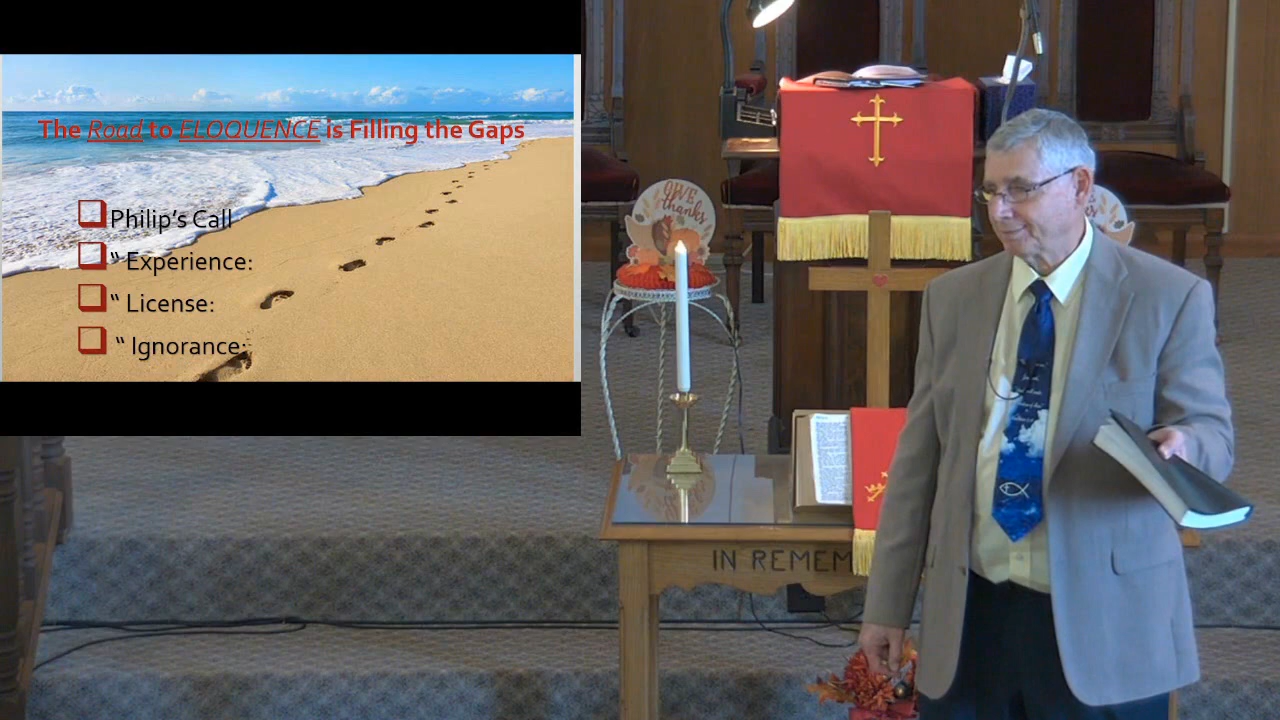 The Road to ELOQUENCE is Filling the Gaps
Philip's Call
" Experience:
" License:
" Ignorance:
GIVE
thanks
IN REMEM